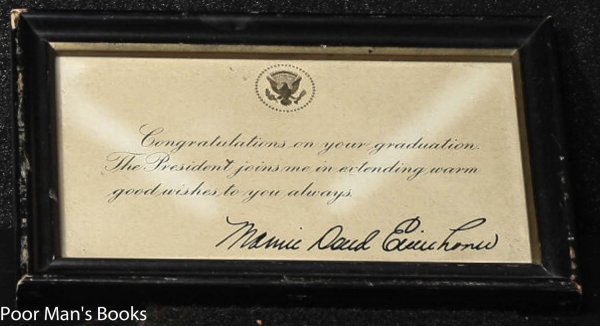 Congratulations on your graduation.
The President joins me in extending warm
good wishes to you always.
Mamie Doud Eisenhower
Poor Man's Books